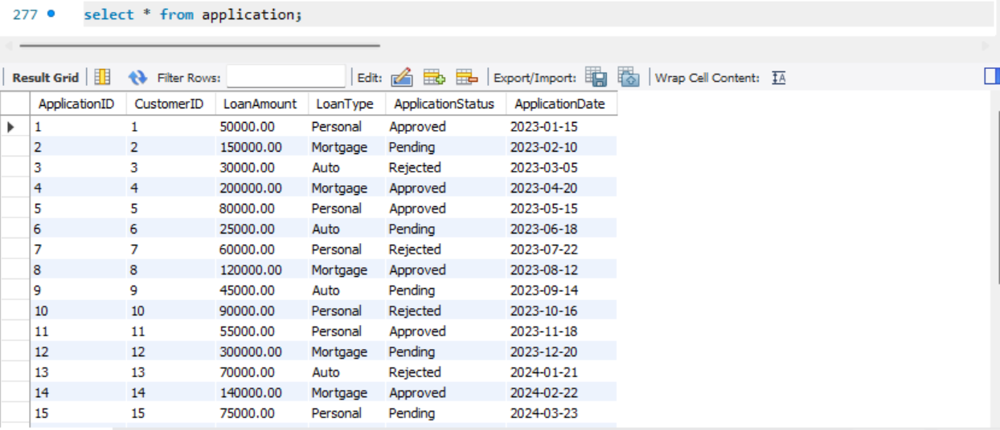 277 select * from application;
Result Grid Filter Rows: Edit: Export/Import: Wrap Cell Content: IA
ApplicationID CustomerID LoanAmount LoanType ApplicationStatus ApplicationDate
1 1 50000.00 Personal Approved 2023-01-15
2 2 150000.00 Mortgage Pending 2023-02-10
3 3 30000.00 Auto Rejected 2023-03-05
4 4 200000.00 Mortgage Approved 2023-04-20
5 5 80000.00 Personal Approved 2023-05-15
6 6 25000.00 Auto Pending 2023-06-18
7 7 60000.00 Personal Rejected 2023-07-22
8 8 120000.00 Mortgage Approved 2023-08-12
9 9 45000.00 Auto Pending 2023-09-14
10 10 90000.00 Personal Rejected 2023-10-16
11 11 55000.00 Personal Approved 2023-11-18
12 12 300000.00 Mortgage Pending 2023-12-20
13 13 70000.00 Auto Rejected 2024-01-21
14 14 140000.00 Mortgage Approved 2024-02-22
15 15 75000.00 Personal Pending 2024-03-23